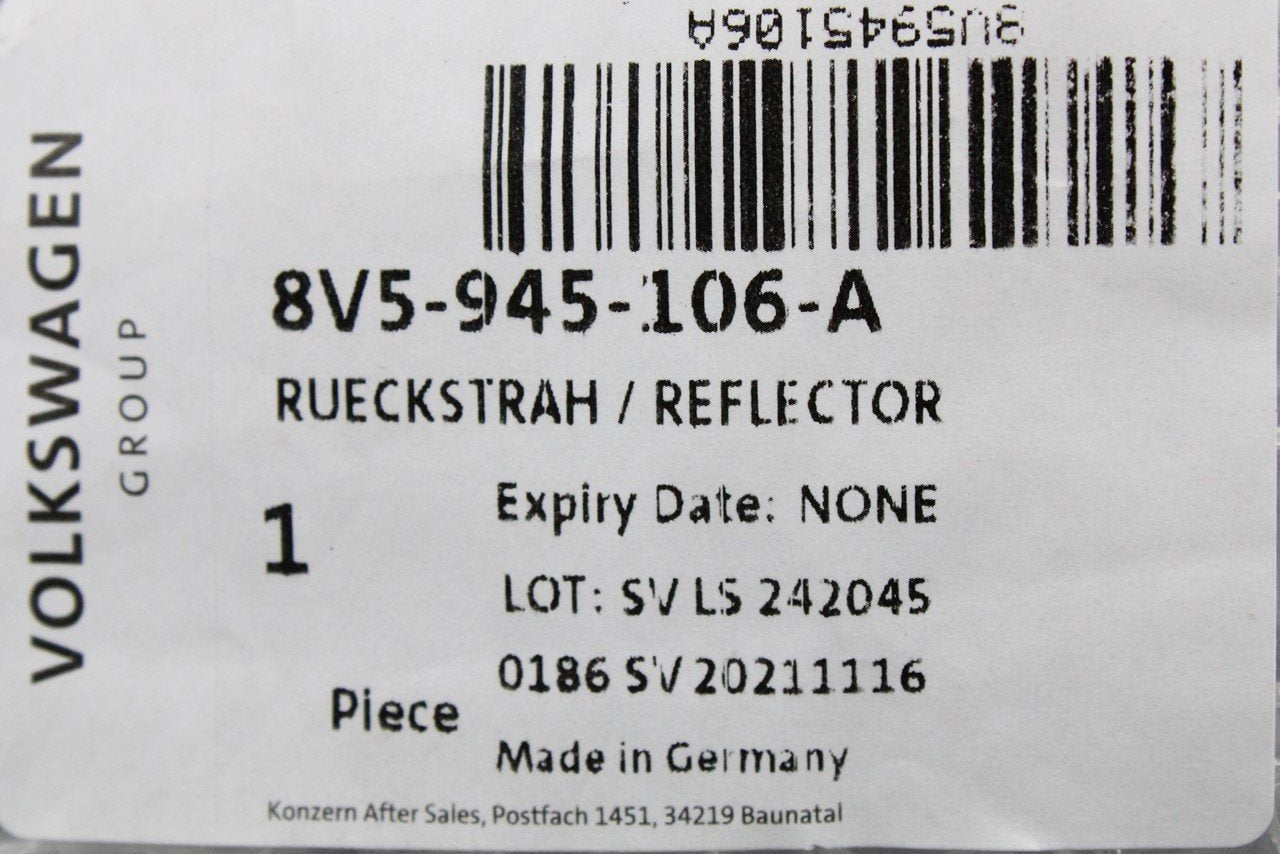 8V5945106A
8V5-945-106-A
RUECKSTRAH / REFLECTOR
1
Piece
Expiry Date: NONE
LOT: SV LS 242045
0186 SV 20211116
Made in Germany
Konzern After Sales, Postfach 1451, 34219 Baunatal
VOLKSWAGEN
GROUP